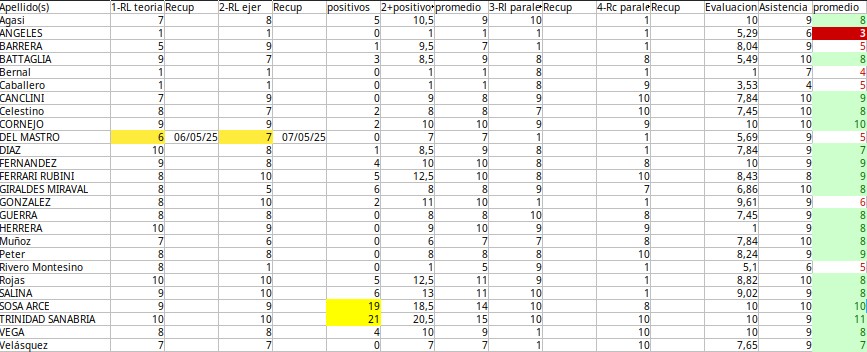 Apellido(s) 1-RL teoria Recup 2-RL ejer Recup positivos 2+positivo promedio 3-Rl parale Recup 4-Rc parale Recup Evaluacion Asistencia promedio
Agasi 7 8 5 10,5 9 10 1 10 9 8
ANGELES 1 1 0 1 1 1 1 5,29 6 3
BARRERA 5 9 1 9,5 7 1 1 8,04 9 5
BATTAGLIA 9 7 3 8,5 9 8 8 5,49 10 8
Bernal 1 1 0 1 1 8 1 1 7 4
Caballero 1 1 0 1 1 8 9 3,53 4 5
CANCLINI 7 9 0 9 8 9 10 7,84 10 9
Celestino 8 7 2 8 8 7 10 7,45 10 8
CORNEJO 9 9 2 10 10 9 9 10 10 10
DEL MASTRO 6 06/05/25 7 07/05/25 0 7 7 1 1 5,69 9 5
DIAZ 10 8 1 8,5 9 8 1 7,84 9 7
FERNANDEZ 9 8 4 10 10 8 8 10 9 9
FERRARI RUBINI 8 10 5 12,5 10 8 10 8,43 8 9
GIRALDES MIRAVAL 8 5 6 8 8 9 7 6,86 10 8
GONZALEZ 8 10 2 11 10 1 1 9,61 9 6
GUERRA 8 8 0 8 8 10 8 7,45 9 8
HERRERA 10 9 0 9 10 9 9 1 9 8
Muñoz 7 6 0 6 7 7 8 7,84 10 8
Peter 8 8 0 8 8 8 10 8,24 9 9
Rivero Montesino 8 1 0 1 5 9 1 5,1 6 5
Rojas 10 10 5 12,5 11 9 1 8,82 10 8
SALINA 9 10 6 13 11 10 1 9,02 9 8
SOSA ARCE 9 9 19 18,5 14 10 8 10 10 10
TRINIDAD SANABRIA 10 10 21 20,5 15 10 10 10 9 11
VEGA 8 8 4 10 9 1 10 10 9 8
Velásquez 7 7 0 7 7 1 10 7,65 9 7